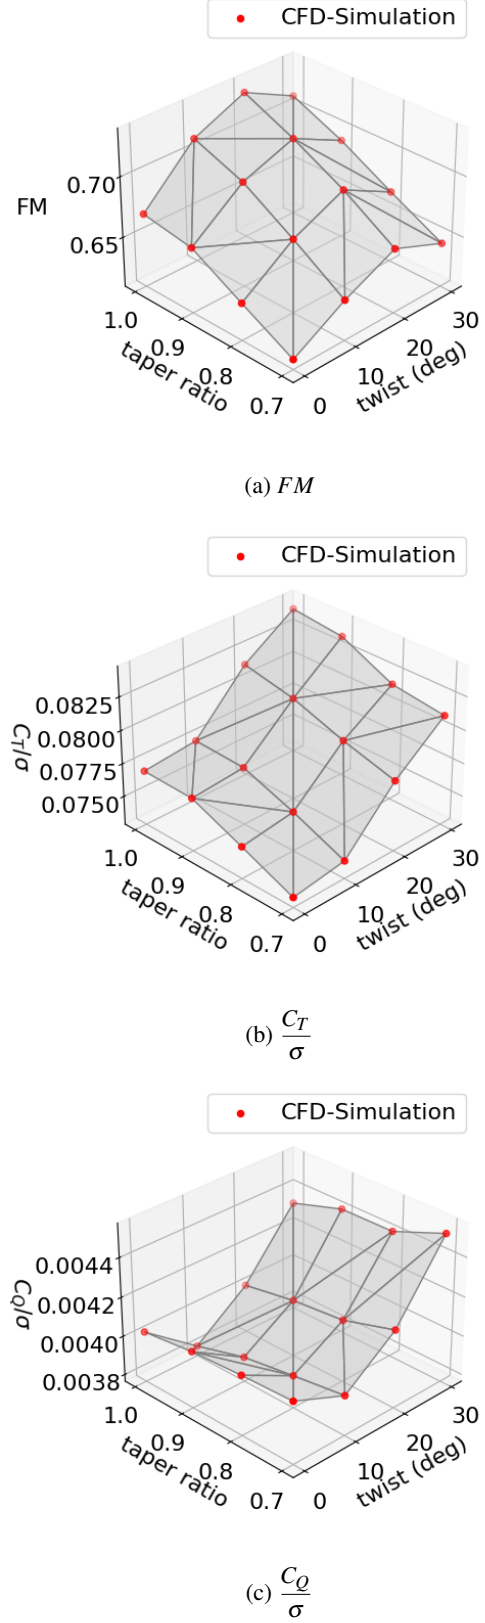 CFD-Simulation
0.70
FM
0.65
1.0
0.9
0.8
0.7
taper ratio
0
10
20
30
twist (deg)
(a) FM
CFD-Simulation
0.0825
0.0800
0.0775
0.0750
C_T/σ
1.0
0.9
0.8
0.7
taper ratio
0
10
20
30
twist (deg)
(b) C_T/σ
CFD-Simulation
0.0044
0.0042
0.0040
0.0038
C_Q/σ
1.0
0.9
0.8
0.7
taper ratio
0
10
20
30
twist (deg)
(c) C_Q/σ